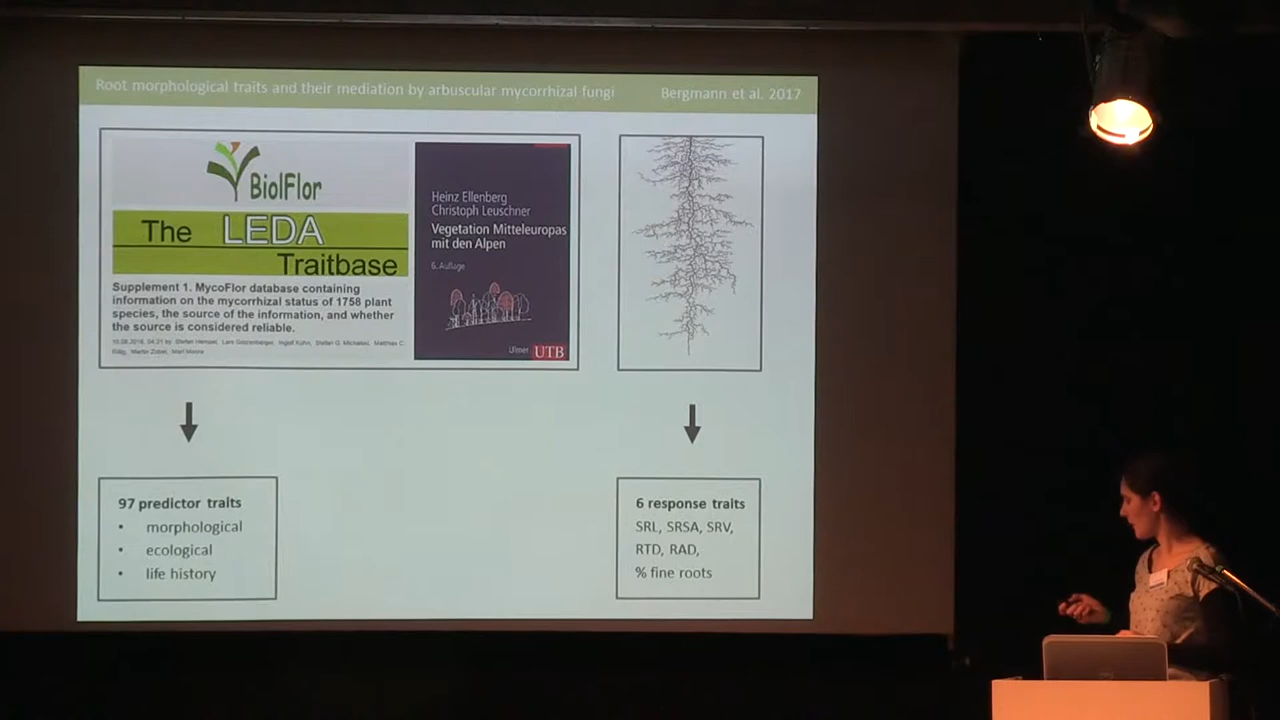 Root morphological traits and their mediation by arbuscular mycorrhizal fungi
Bergmann et al. 2017
BiolFlor
The LEDA
Traitbase
Supplement 1. MycoFlor database containing
information on the mycorrhizal status of 1758 plant
species, the source of the information, and whether
the source is considered reliable.
Heinz Ellenberg
Christoph Leuschner
Vegetation Mitteleuropas
mit den Alpen
6. Auflage
Ulmer UTB
97 predictor traits
• morphological
• ecological
• life history
6 response traits
SRL, SRSA, SRV,
RTD, RAD,
% fine roots